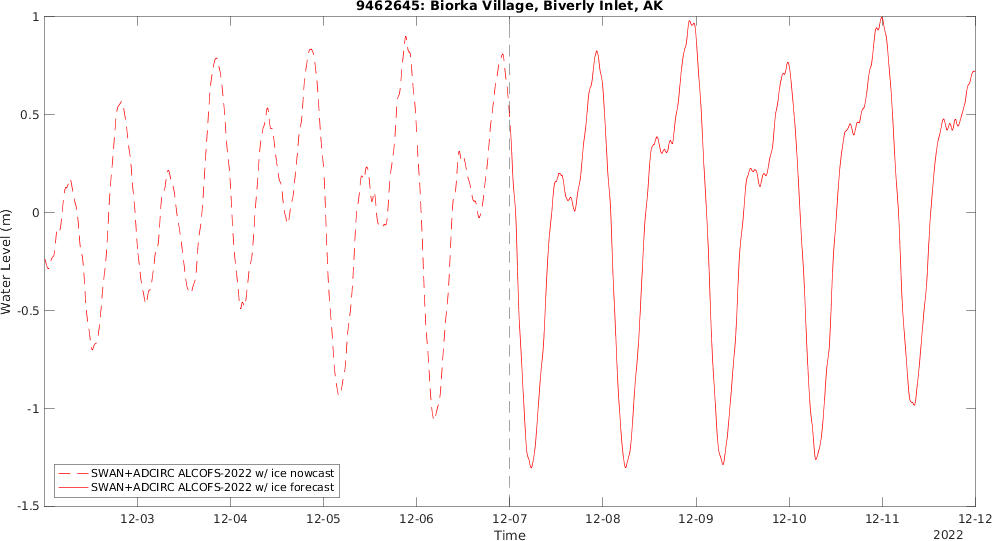 9462645: Biorka Village, Biverly Inlet, AK
1
0.5
0
-0.5
-1
-1.5
Water Level (m)
SWAN+ADCIRC ALCOFS-2022 w/ ice nowcast
SWAN+ADCIRC ALCOFS-2022 w/ ice forecast
12-03 12-04 12-05 12-06 12-07 12-08 12-09 12-10 12-11 12-12
Time
2022